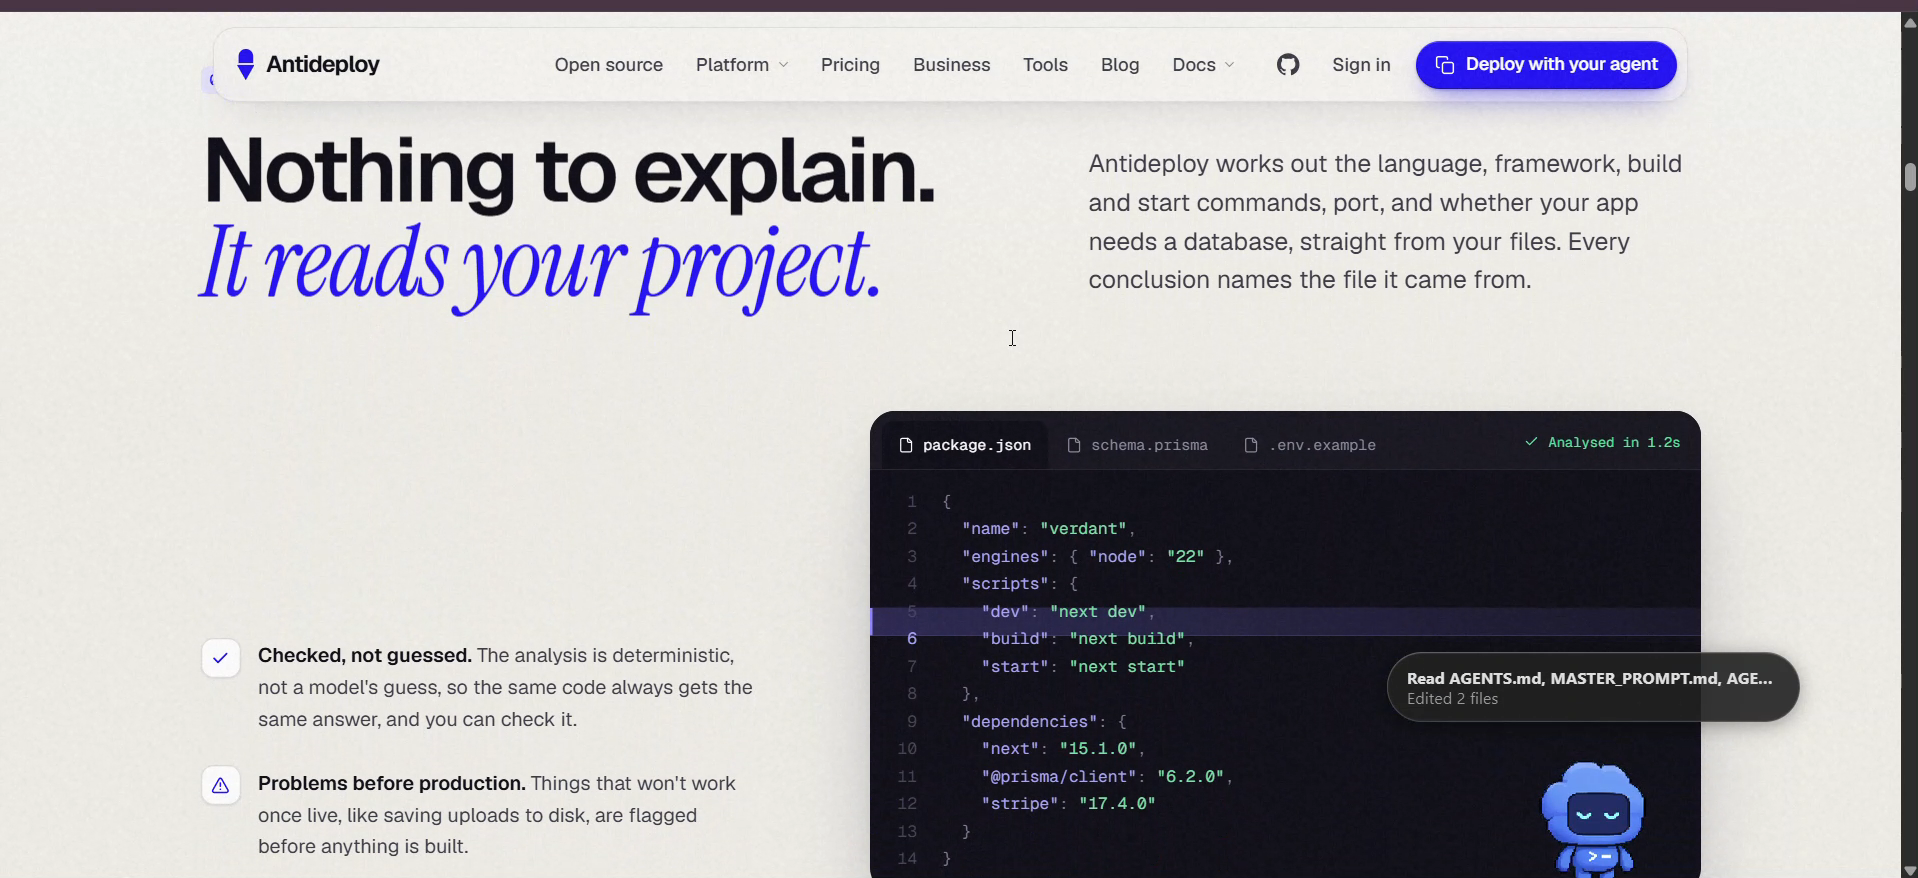 Antideploy
Open source
Platform
Pricing
Business
Tools
Blog
Docs
Sign in
Deploy with your agent
Nothing to explain.
It reads your project.
Antideploy works out the language, framework, build
and start commands, port, and whether your app
needs a database, straight from your files. Every
conclusion names the file it came from.
Checked, not guessed. The analysis is deterministic,
not a model's guess, so the same code always gets the
same answer, and you can check it.
Problems before production. Things that won't work
once live, like saving uploads to disk, are flagged
before anything is built.
package.json
schema.prisma
.env.example
Analysed in 1.2s
1 {
2 "name": "verdant",
3 "engines": { "node": "22" },
4 "scripts": {
5 "dev": "next dev",
6 "build": "next build",
7 "start": "next start"
8 },
9 "dependencies": {
10 "next": "15.1.0",
11 "@prisma/client": "6.2.0",
12 "stripe": "17.4.0"
13 }
14 }
Read AGENTS.md, MASTER_PROMPT.md, AGE...
Edited 2 files